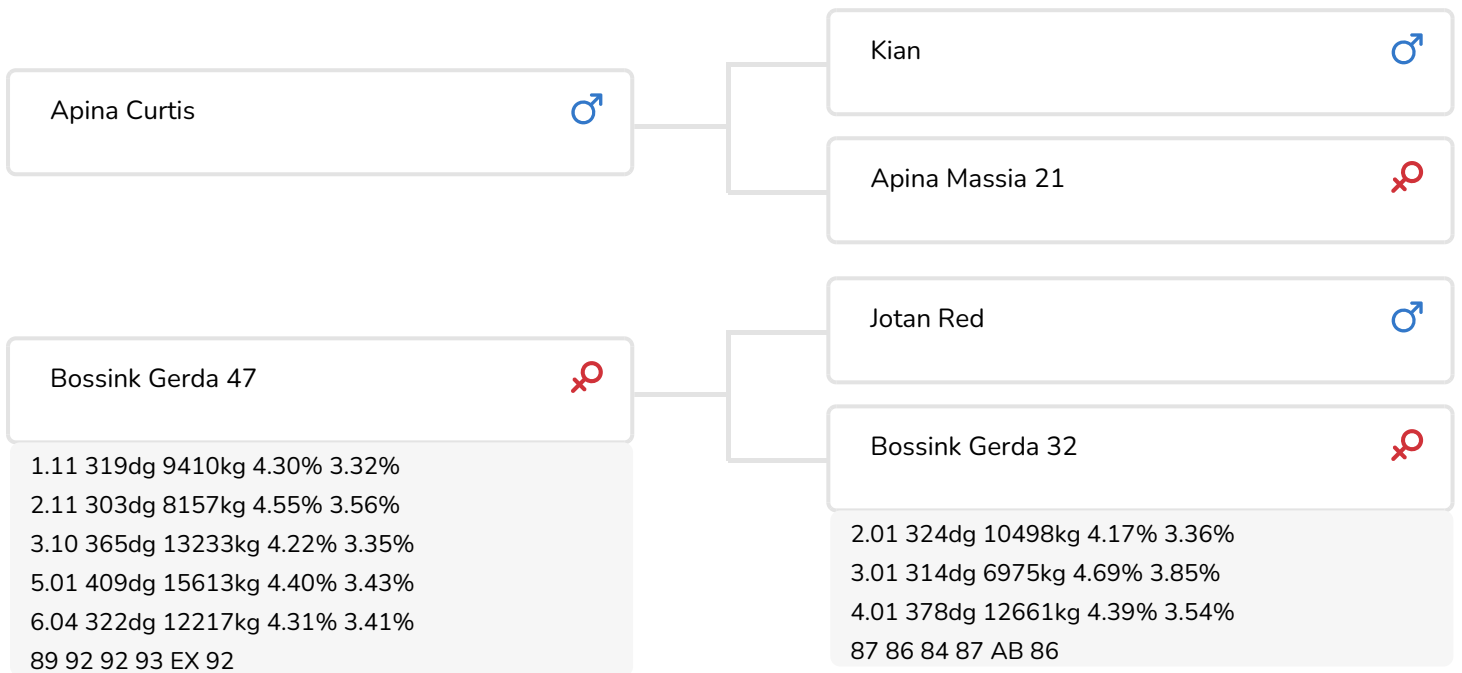 Apina Curtis
Kian
Apina Massia 21
Bossink Gerda 47
1.11 319dg 9410kg 4.30% 3.32%
2.11 303dg 8157kg 4.55% 3.56%
3.10 365dg 13233kg 4.22% 3.35%
5.01 409dg 15613kg 4.40% 3.43%
6.04 322dg 12217kg 4.31% 3.41%
89 92 92 93 EX 92
Jotan Red
Bossink Gerda 32
2.01 324dg 10498kg 4.17% 3.36%
3.01 314dg 6975kg 4.69% 3.85%
4.01 378dg 12661kg 4.39% 3.54%
87 86 84 87 AB 86